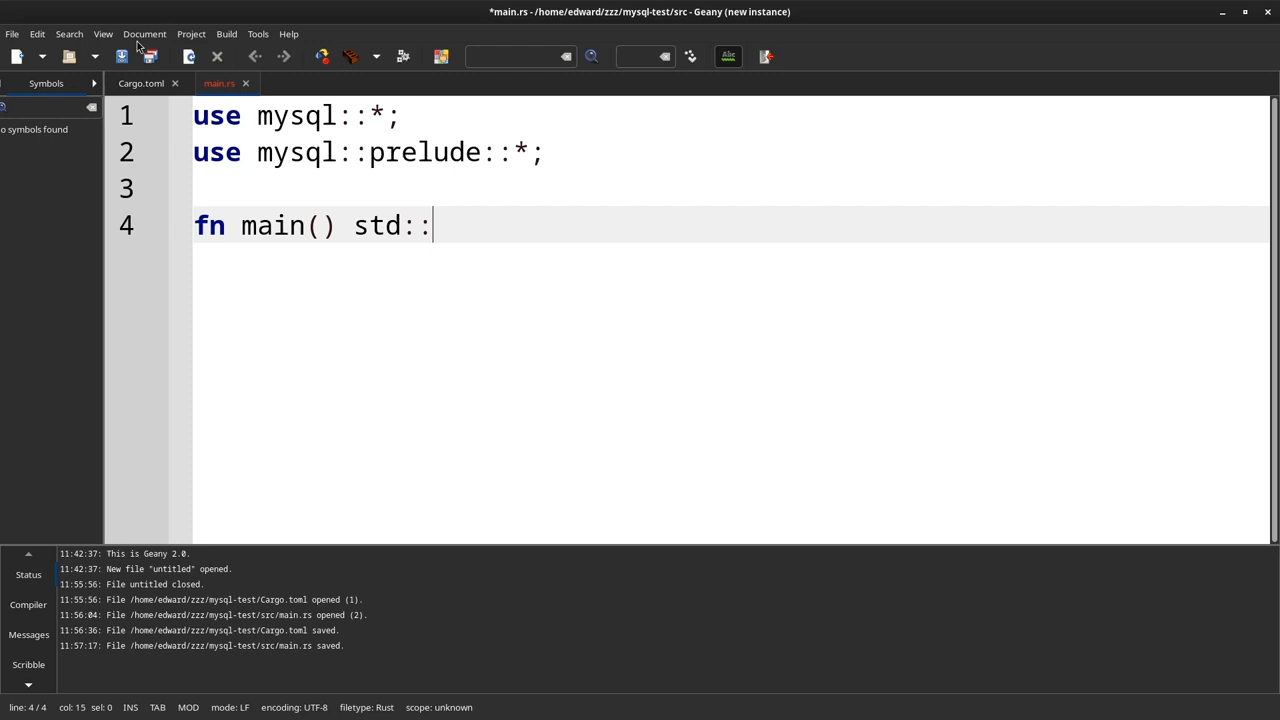 *main.rs - /home/edward/zzz/mysql-test/src - Geany (new instance)
File Edit Search View Document Project Build Tools Help
Abc
Symbols
Cargo.toml
main.rs
o symbols found
1 use mysql::*;
2 use mysql::prelude::*;
3
4 fn main() std::
Status
Compiler
Messages
Scribble
11:42:37: This is Geany 2.0.
11:42:37: New file "untitled" opened.
11:55:56: File untitled closed.
11:55:56: File /home/edward/zzz/mysql-test/Cargo.toml opened (1).
11:56:04: File /home/edward/zzz/mysql-test/src/main.rs opened (2).
11:56:36: File /home/edward/zzz/mysql-test/Cargo.toml saved.
11:57:17: File /home/edward/zzz/mysql-test/src/main.rs saved.
line: 4 / 4 col: 15 sel: 0 INS TAB MOD mode: LF encoding: UTF-8 filetype: Rust scope: unknown